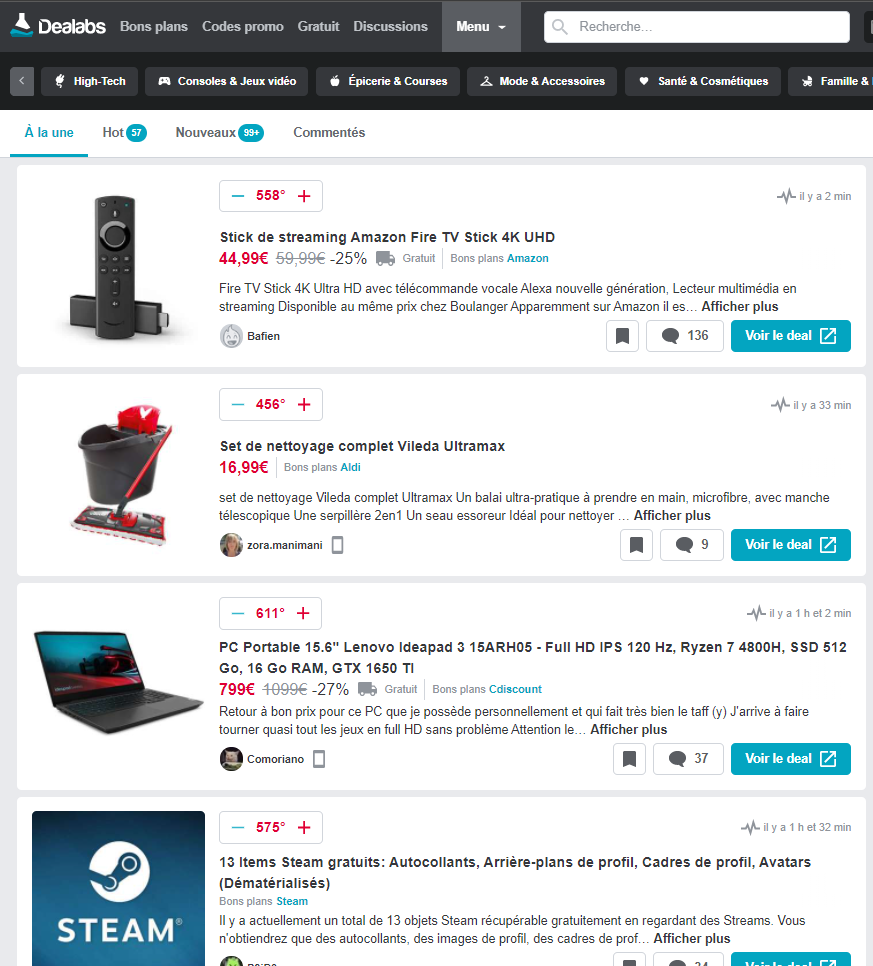 Dealabs Bons plans Codes promo Gratuit Discussions Menu Recherche...
High-Tech Consoles & Jeux vidéo Épicerie & Courses Mode & Accessoires Santé & Cosmétiques Famille &
À la une Hot 57 Nouveaux 99+ Commentés
558° il y a 2 min
Stick de streaming Amazon Fire TV Stick 4K UHD
44,99€ 59,99€ -25% Gratuit Bons plans Amazon
Fire TV Stick 4K Ultra HD avec télécommande vocale Alexa nouvelle génération, Lecteur multimédia en
streaming Disponible au même prix chez Boulanger Apparemment sur Amazon il es… Afficher plus
Bafien 136 Voir le deal
456° il y a 33 min
Set de nettoyage complet Vileda Ultramax
16,99€ Bons plans Aldi
set de nettoyage Vileda complet Ultramax Un balai ultra-pratique à prendre en main, microfibre, avec manche
télescopique Une serpillère 2en1 Un seau essoreur Idéal pour nettoyer … Afficher plus
zora.manimani 9 Voir le deal
611° il y a 1 h et 2 min
PC Portable 15.6" Lenovo Ideapad 3 15ARH05 - Full HD IPS 120 Hz, Ryzen 7 4800H, SSD 512
Go, 16 Go RAM, GTX 1650 TI
799€ 1099€ -27% Gratuit Bons plans Cdiscount
Retour à bon prix pour ce PC que je possède personnellement et qui fait très bien le taff (y) J'arrive à faire
tourner quasi tout les jeux en full HD sans problème Attention le… Afficher plus
Comoriano 37 Voir le deal
575° il y a 1 h et 32 min
13 Items Steam gratuits: Autocollants, Arrière-plans de profil, Cadres de profil, Avatars
(Dématérialisés)
Bons plans Steam
STEAM®
Il y a actuellement un total de 13 objets Steam récupérable gratuitement en regardant des Streams. Vous
n'obtiendrez que des autocollants, des images de profil, des cadres de prof… Afficher plus
Voir le deal